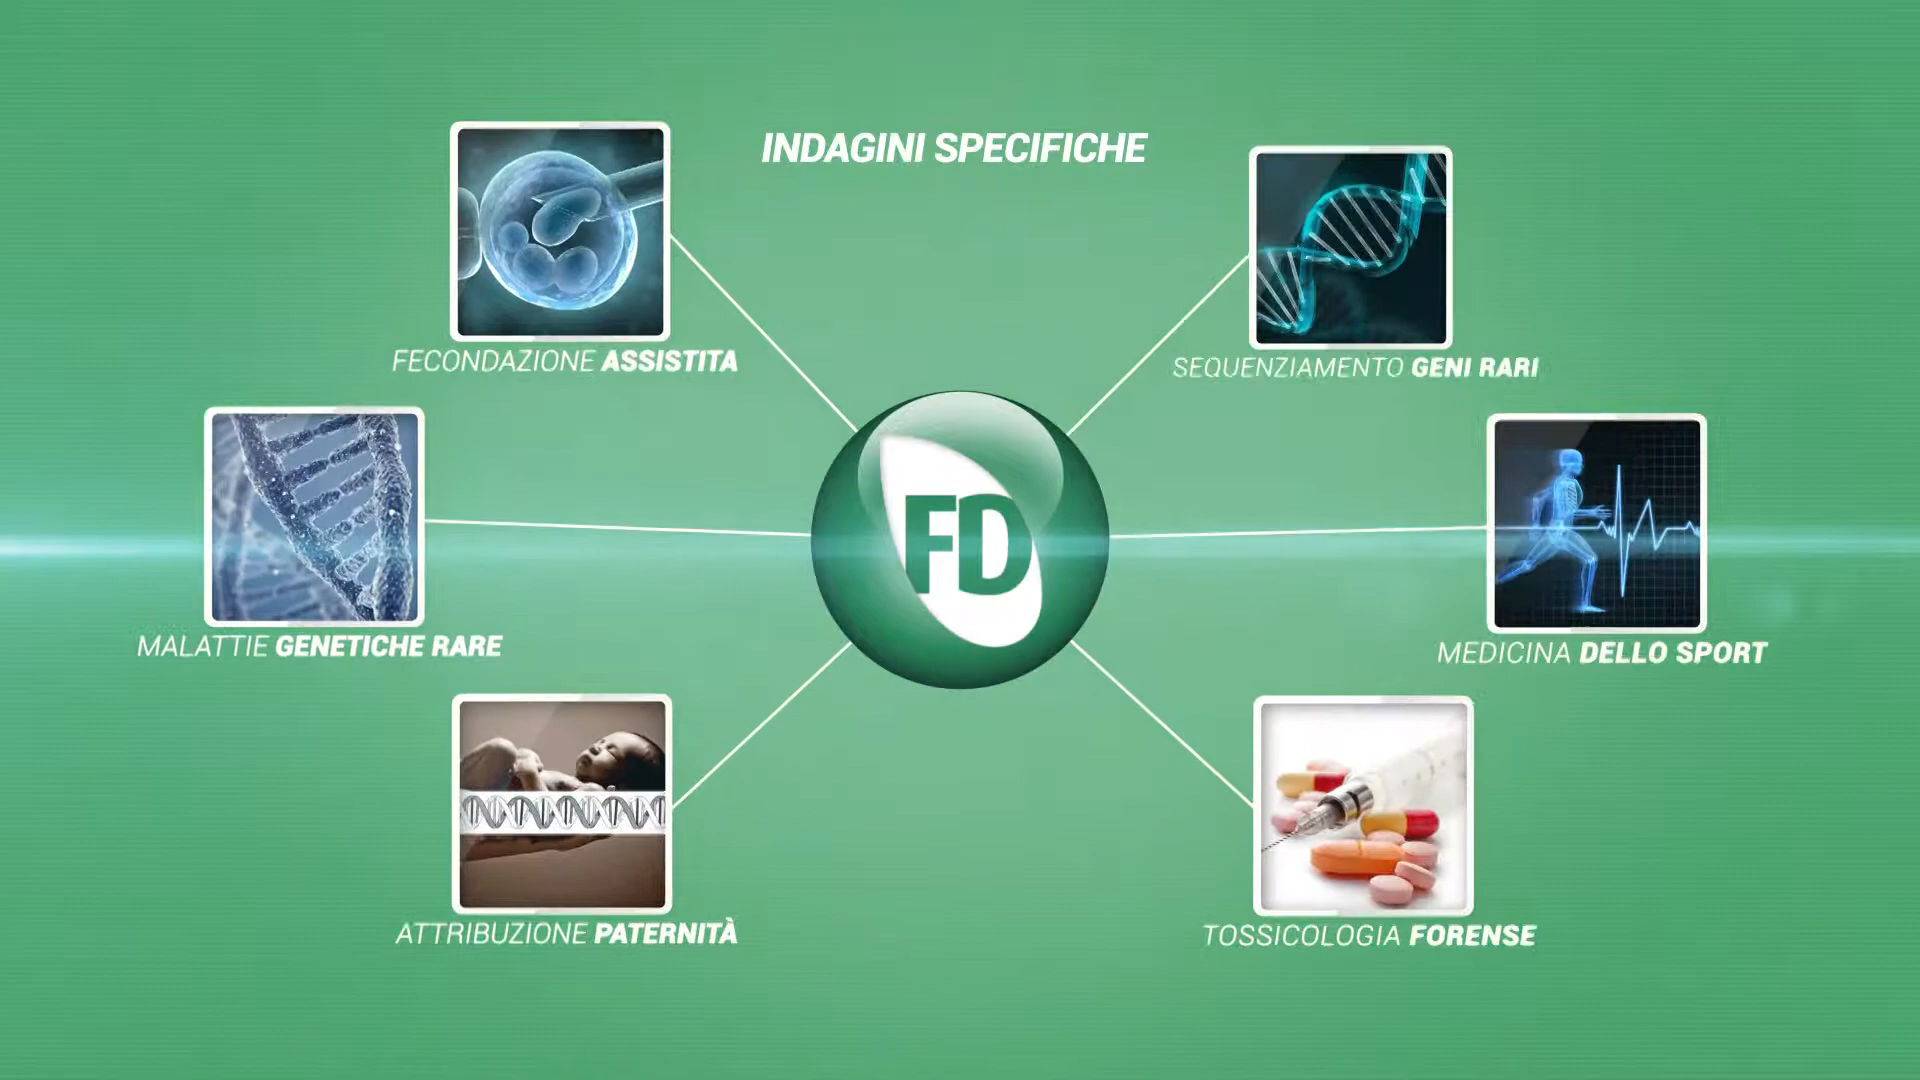 INDAGINI SPECIFICHE
FECONDAZIONE ASSISTITA
SEQUENZIAMENTO GENI RARI
FD
MALATTIE GENETICHE RARE
MEDICINA DELLO SPORT
ATTRIBUZIONE PATERNITÀ
TOSSICOLOGIA FORENSE